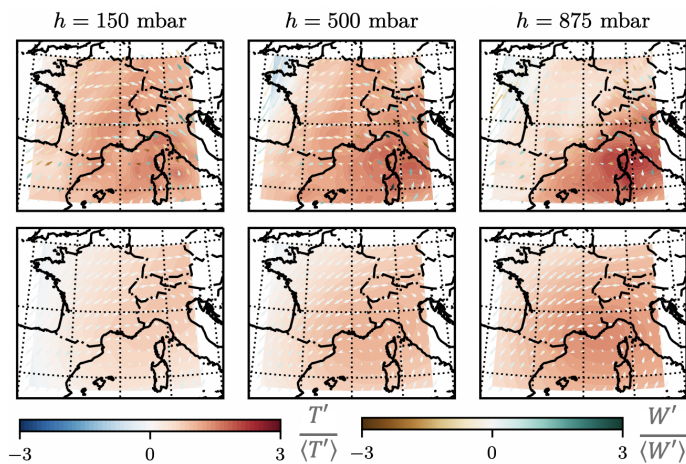 h = 150 mbar
h = 500 mbar
h = 875 mbar
−3
0
3
T′
⟨T′⟩
−3
0
3
W′
⟨W′⟩